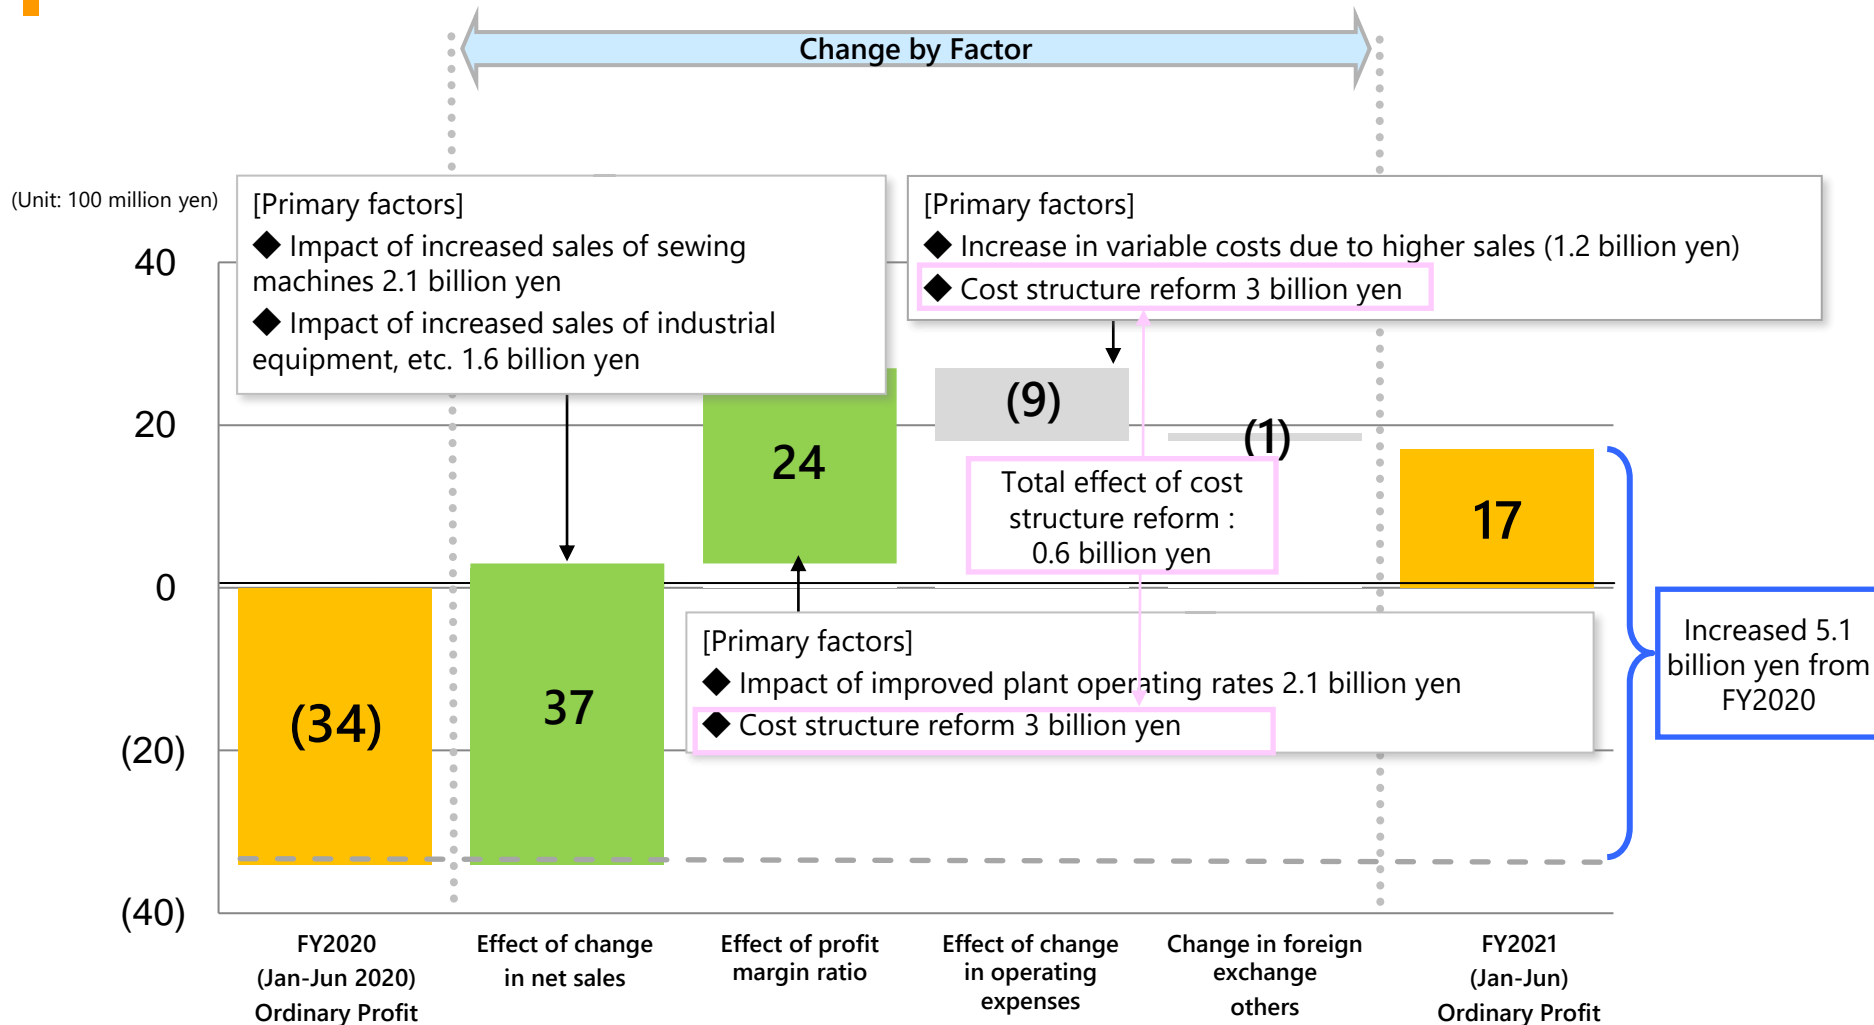 Change by Factor
(Unit: 100 million yen)
[Primary factors]
◆ Impact of increased sales of sewing
machines 2.1 billion yen
◆ Impact of increased sales of industrial
equipment, etc. 1.6 billion yen
[Primary factors]
◆ Increase in variable costs due to higher sales (1.2 billion yen)
◆ Cost structure reform 3 billion yen
40
20
0
(20)
(40)
(34)
37
24
(9)
(1)
17
Total effect of cost
structure reform :
0.6 billion yen
[Primary factors]
◆ Impact of improved plant operating rates 2.1 billion yen
◆ Cost structure reform 3 billion yen
Increased 5.1
billion yen from
FY2020
FY2020
(Jan-Jun 2020)
Ordinary Profit
Effect of change
in net sales
Effect of profit
margin ratio
Effect of change
in operating
expenses
Change in foreign
exchange
others
FY2021
(Jan-Jun)
Ordinary Profit